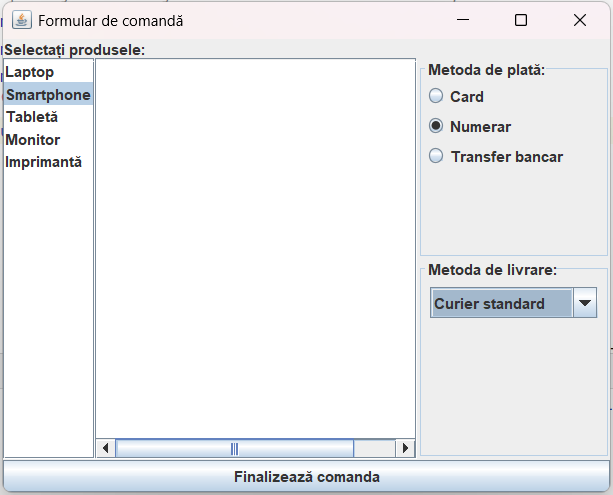 Formular de comandă
Selectați produsele:
Laptop
Smartphone
Tabletă
Monitor
Imprimantă
Metoda de plată:
Card
Numerar
Transfer bancar
Metoda de livrare:
Curier standard
Finalizează comanda